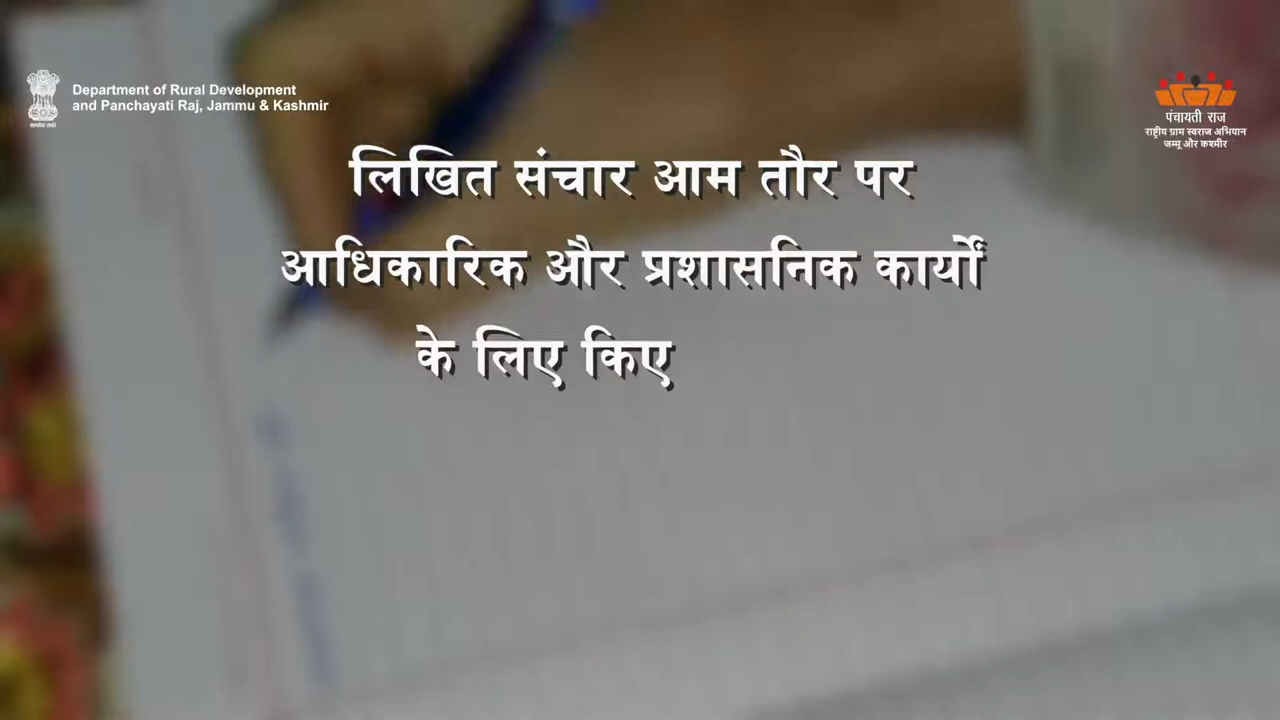 Department of Rural Development
and Panchayati Raj, Jammu & Kashmir
पंचायती राज
राष्ट्रीय ग्राम स्वराज अभियान
जम्मू और कश्मीर
लिखित संचार आम तौर पर
आधिकारिक और प्रशासनिक कार्यों
के लिए किए